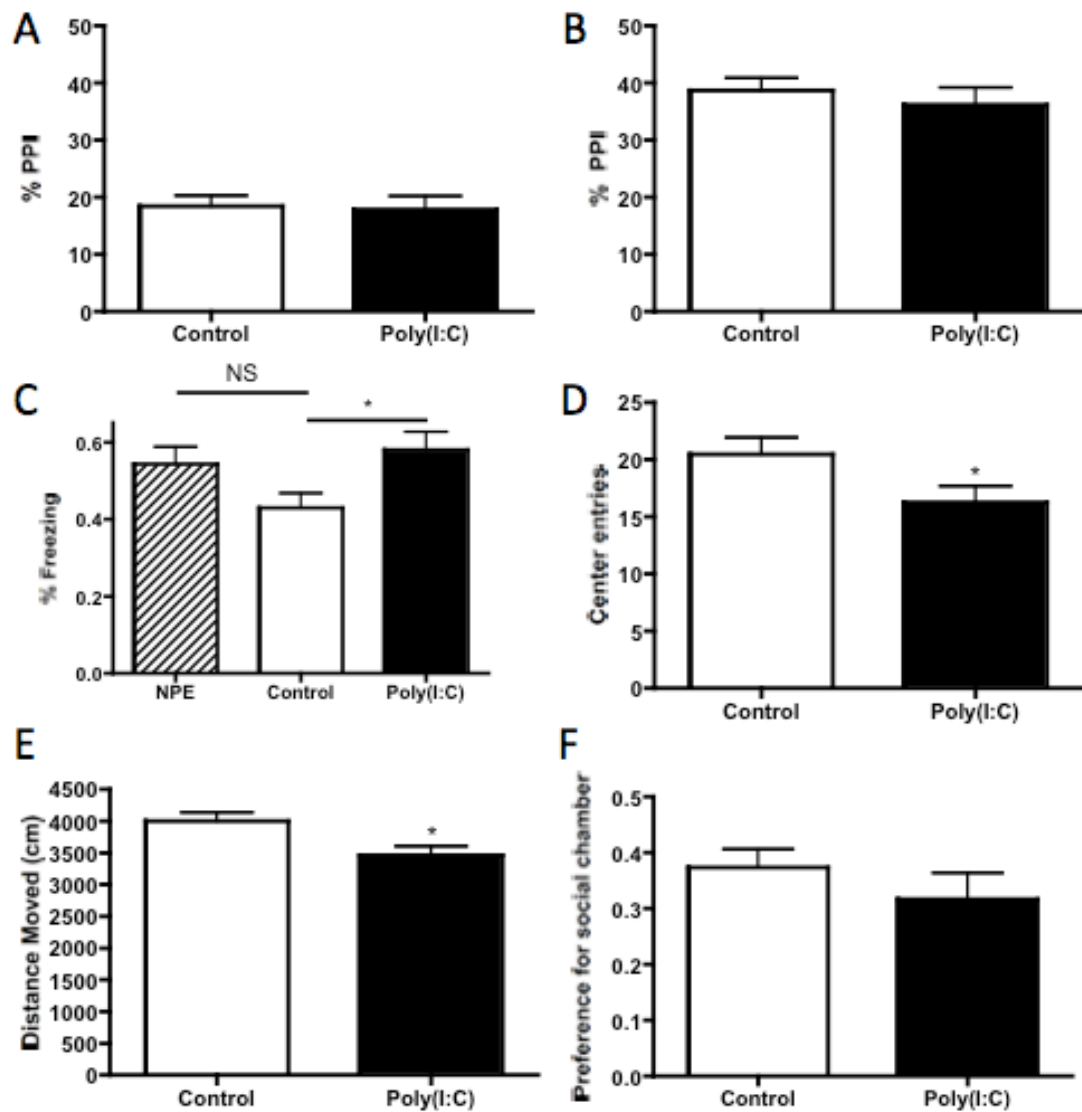 A
% PPI
50
40
30
20
10
0
Control
Poly(I:C)
B
% PPI
50
40
30
20
10
0
Control
Poly(I:C)
C
NS
*
% Freezing
0.6
0.4
0.2
0.0
NPE
Control
Poly(I:C)
D
Center entries
25
20
15
10
5
0
*
Control
Poly(I:C)
E
Distance Moved (cm)
4500
4000
3500
3000
2500
2000
1500
1000
500
0
*
Control
Poly(I:C)
F
Preference for social chamber
0.5
0.4
0.3
0.2
0.1
0.0
Control
Poly(I:C)